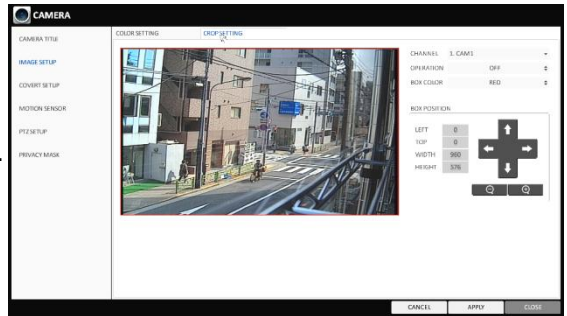 CAMERA
CAMERA TITLE
IMAGE SETUP
COVERT SETUP
MOTION SENSOR
PTZ SETUP
PRIVACY MASK
COLOR SETTING CROP SETTING
CHANNEL 1. CAM1
OPERATION OFF
BOX COLOR RED
BOX POSITION
LEFT 0
TOP 0
WIDTH 960
HEIGHT 576
CANCEL APPLY CLOSE